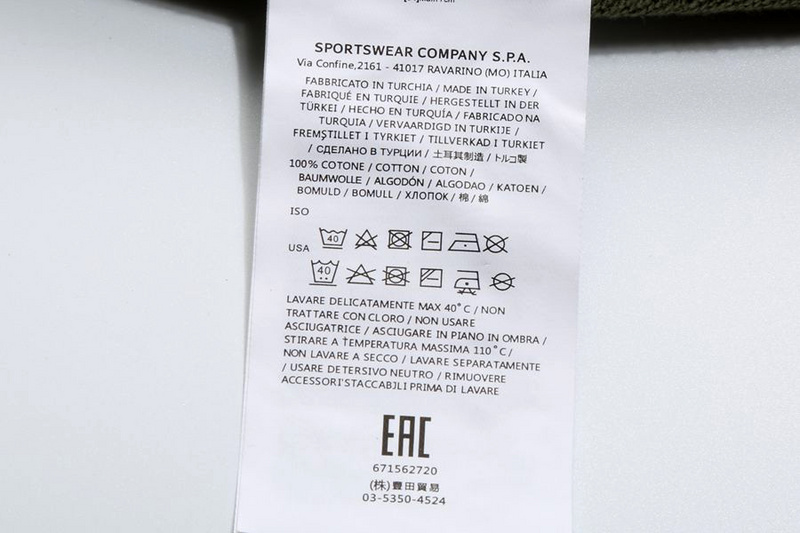 SPORTSWEAR COMPANY S.P.A.
Via Confine,2161 - 41017 RAVARINO (MO) ITALIA
FABBRICATO IN TURCHIA / MADE IN TURKEY /
FABRIQUÉ EN TURQUIE / HERGESTELLT IN DER
TÜRKEI / HECHO EN TURQUÍA / FABRICADO NA
TURQUIA / VERVAARDIGD IN TURKIJE /
FREMSTILLET I TYRKIET / TILLVERKAD I TURKIET
/ СДЕЛАНО В ТУРЦИИ / 土耳其制造 / トルコ製
100% COTONE / COTTON / COTON /
BAUMWOLLE / ALGODÓN / ALGODAO / KATOEN /
BOMULD / BOMULL / ХЛОПОК / 棉 / 綿
ISO
40
USA
40
LAVARE DELICATAMENTE MAX 40°C / NON
TRATTARE CON CLORO / NON USARE
ASCIUGATRICE / ASCIUGARE IN PIANO IN OMBRA /
STIRARE A TEMPERATURA MASSIMA 110°C /
NON LAVARE A SECCO / LAVARE SEPARATAMENTE
/ USARE DETERSIVO NEUTRO / RIMUOVERE
ACCESSORI STACCABILI PRIMA DI LAVARE
EAC
671562720
(株)豊田貿易
03-5350-4524